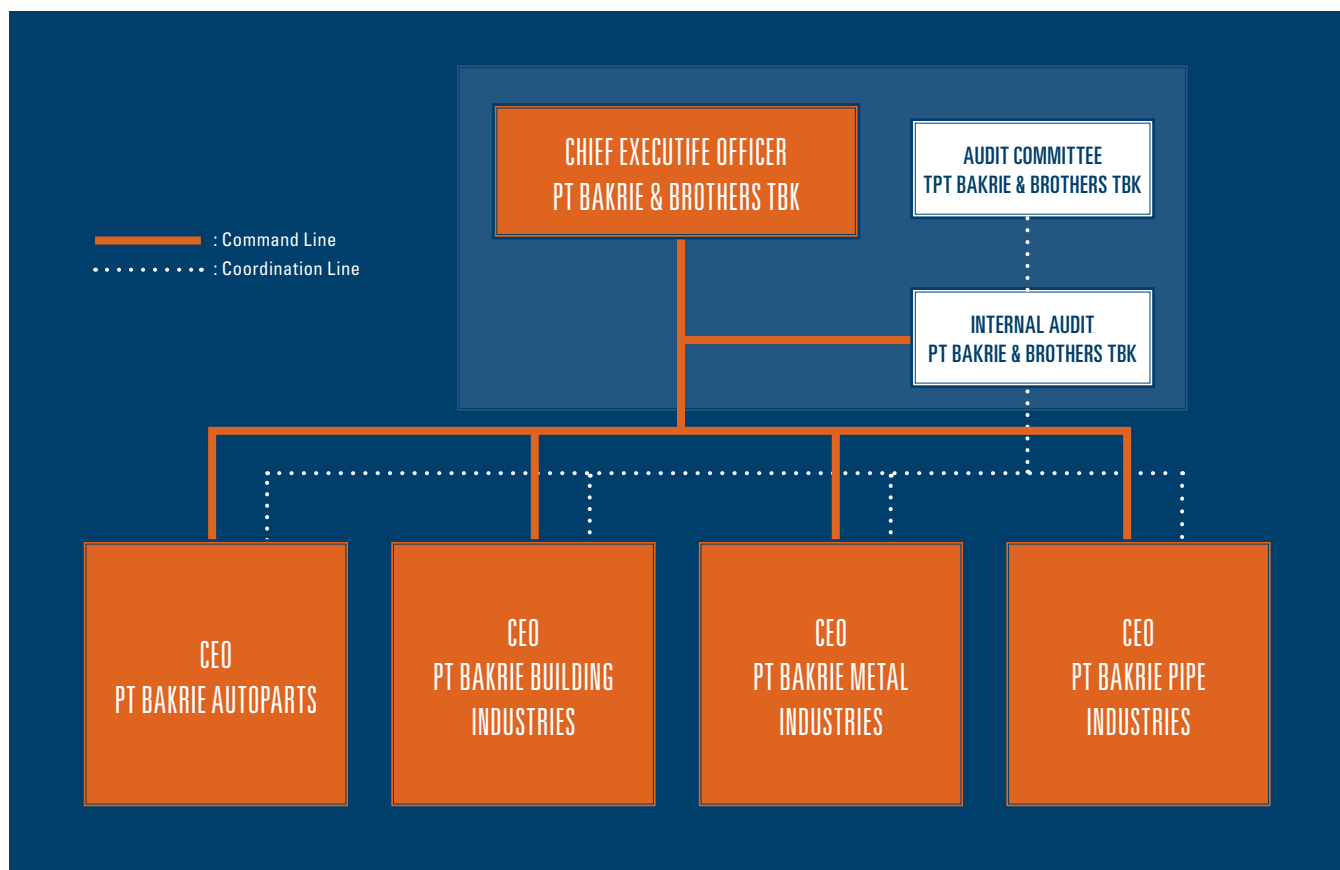 CHIEF EXECUTIFE OFFICER
PT BAKRIE & BROTHERS TBK
AUDIT COMMITTEE
TPT BAKRIE & BROTHERS TBK
: Command Line
: Coordination Line
INTERNAL AUDIT
PT BAKRIE & BROTHERS TBK
CEO
PT BAKRIE AUTOPARTS
CEO
PT BAKRIE BUILDING
INDUSTRIES
CEO
PT BAKRIE METAL
INDUSTRIES
CEO
PT BAKRIE PIPE
INDUSTRIES